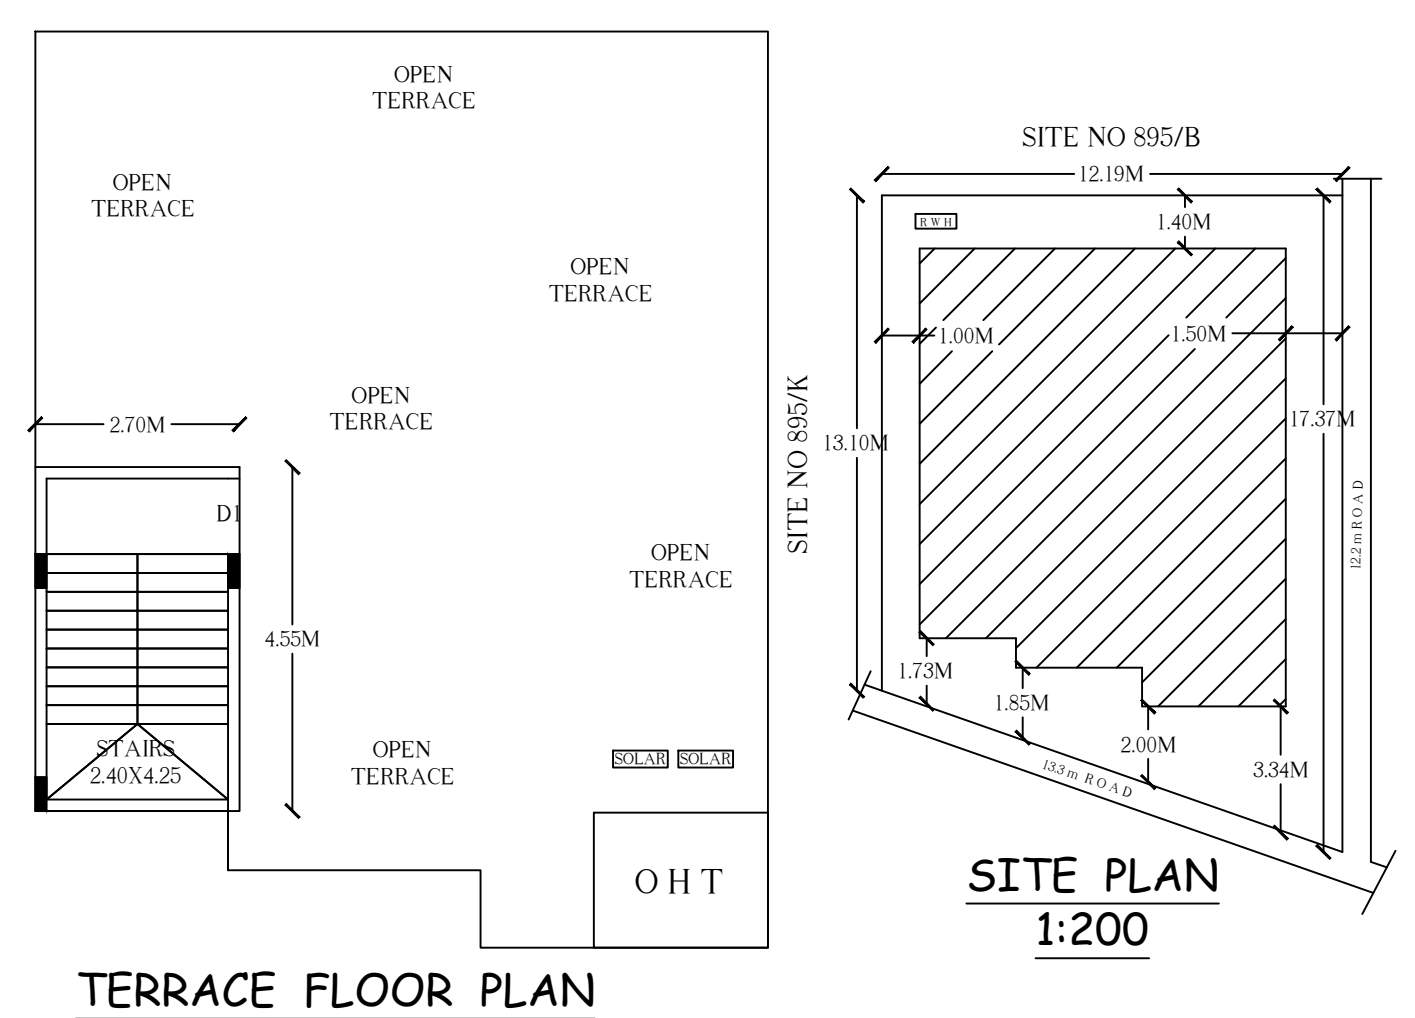 OPEN
TERRACE
OPEN
TERRACE
OPEN
TERRACE
OPEN
TERRACE
2.70M
D1
4.55M
OPEN
TERRACE
STAIRS
2.40X4.25
OPEN
TERRACE
SOLAR SOLAR
OHT
TERRACE FLOOR PLAN
SITE NO 895/B
12.19M
RWH
1.40M
1.00M
1.50M
SITE NO 895/K
13.10M
17.37M
12.2m ROAD
1.73M
1.85M
2.00M
3.34M
13.3m ROAD
SITE PLAN
1:200